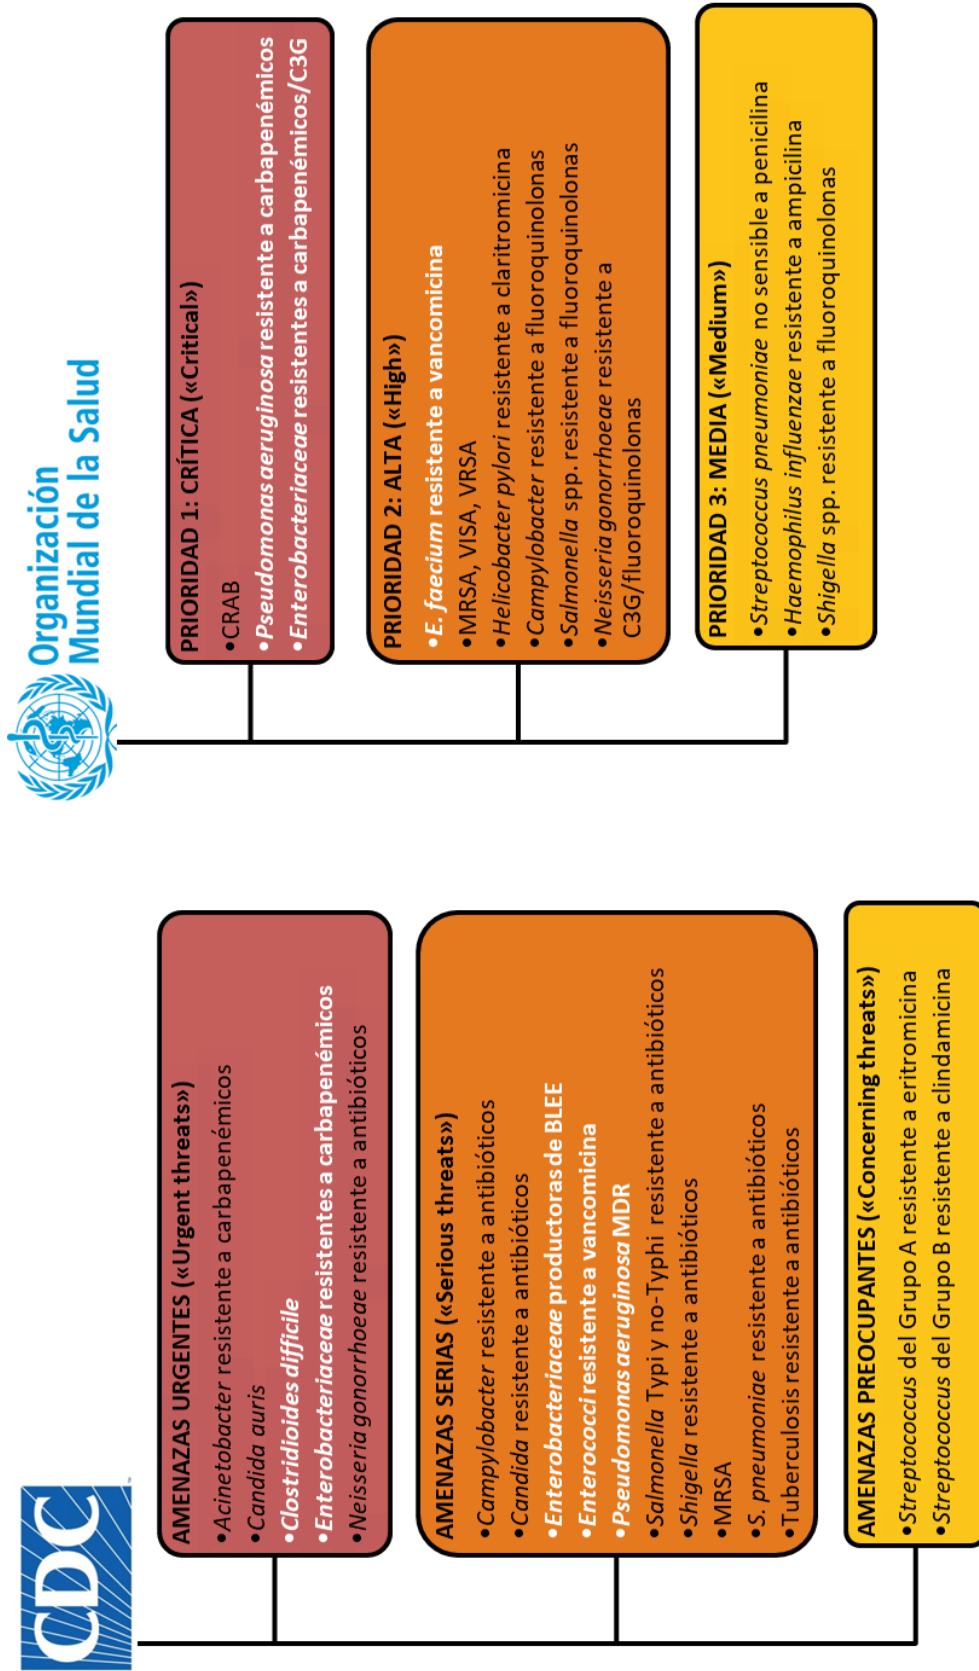 CDC
AMENAZAS URGENTES («Urgent threats»)
•Acinetobacter resistente a carbapenémicos
•Candida auris
•Clostridioides difficile
•Enterobacteriaceae resistentes a carbapenémicos
•Neisseria gonorrhoeae resistente a antibióticos
AMENAZAS SERIAS («Serious threats»)
•Campylobacter resistente a antibióticos
•Candida resistente a antibióticos
•Enterobacteriaceae productoras de BLEE
•Enterococci resistente a vancomicina
•Pseudomonas aeruginosa MDR
•Salmonella Typi y no-Typhi resistente a antibióticos
•Shigella resistente a antibióticos
•MRSA
•S. pneumoniae resistente a antibióticos
•Tuberculosis resistente a antibióticos
AMENAZAS PREOCUPANTES («Concerning threats»)
•Streptococcus del Grupo A resistente a eritromicina
•Streptococcus del Grupo B resistente a clindamicina
Organización
Mundial de la Salud
PRIORIDAD 1: CRÍTICA («Critical»)
•CRAB
•Pseudomonas aeruginosa resistente a carbapenémicos
•Enterobacteriaceae resistentes a carbapenémicos/C3G
PRIORIDAD 2: ALTA («High»)
•E. faecium resistente a vancomicina
•MRSA, VISA, VRSA
•Helicobacter pylori resistente a claritromicina
•Campylobacter resistente a fluoroquinolonas
•Salmonella spp. resistente a fluoroquinolonas
•Neisseria gonorrhoeae resistente a
C3G/fluoroquinolonas
PRIORIDAD 3: MEDIA («Medium»)
•Streptococcus pneumoniae no sensible a penicilina
•Haemophilus influenzae resistente a ampicilina
•Shigella spp. resistente a fluoroquinolonas